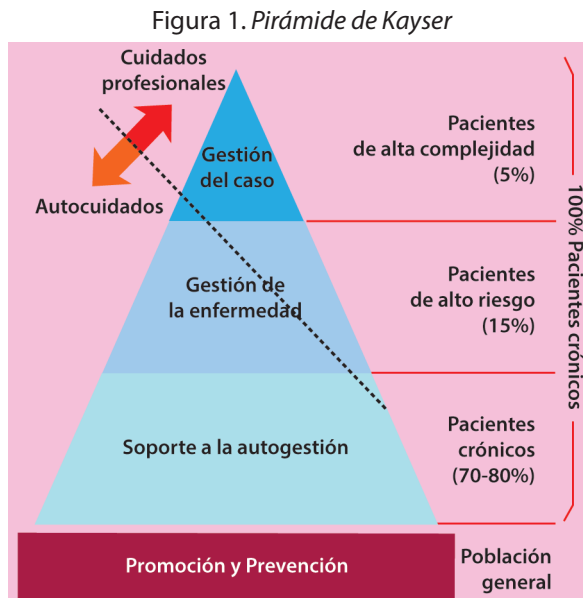 Figura 1. Pirámide de Kayser
Cuidados
profesionales
Autocuidados
Gestión
del caso
Pacientes
de alta complejidad
(5%)
Gestión de
la enfermedad
Pacientes
de alto riesgo
(15%)
Soporte a la autogestión
Pacientes
crónicos
(70-80%)
100% Pacientes crónicos
Promoción y Prevención
Población
general